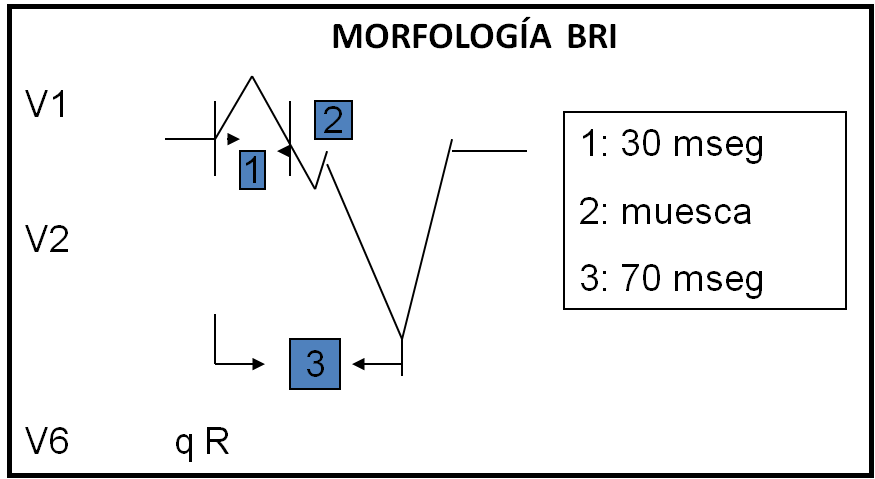 MORFOLOGÍA BRI
V1
2
1
1: 30 mseg
2: muesca
3: 70 mseg
V2
3
V6 q R